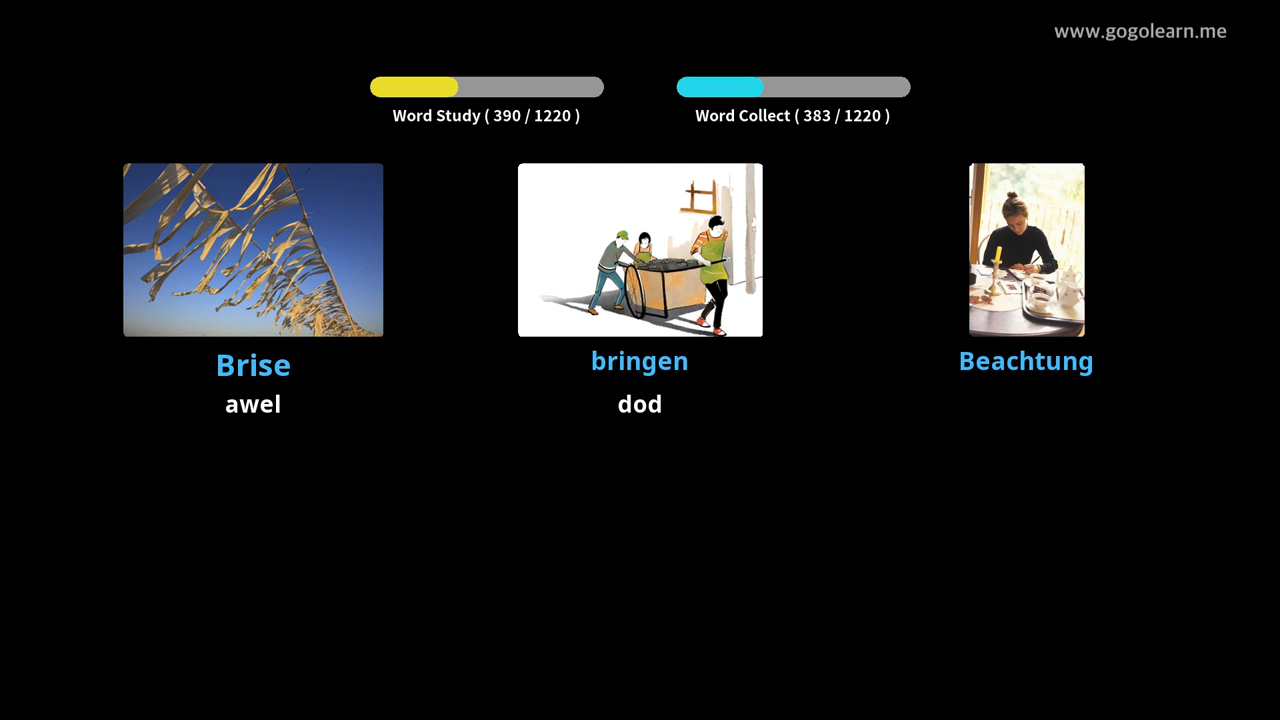 www.gogolearn.me
Word Study ( 390 / 1220 )
Word Collect ( 383 / 1220 )
Brise
bringen
Beachtung
awel
dod